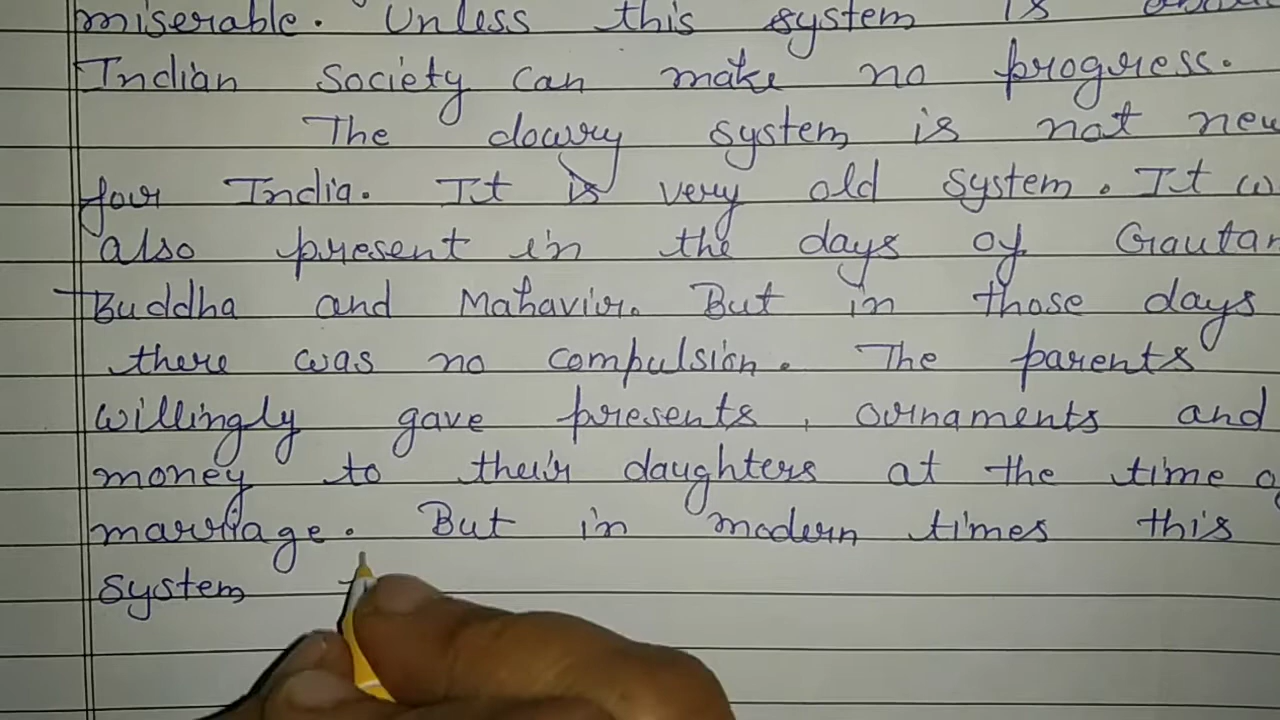 miserable. Unless this system is
Indian Society can make no progress.
The dowry system is not new
for India. It is very old system. It
also present in the days of Gautam
Buddha and Mahavir. But in those days
there was no compulsion. The parents
willingly gave presents, ornaments and
money to their daughters at the time of
marriage. But in modern times this
system